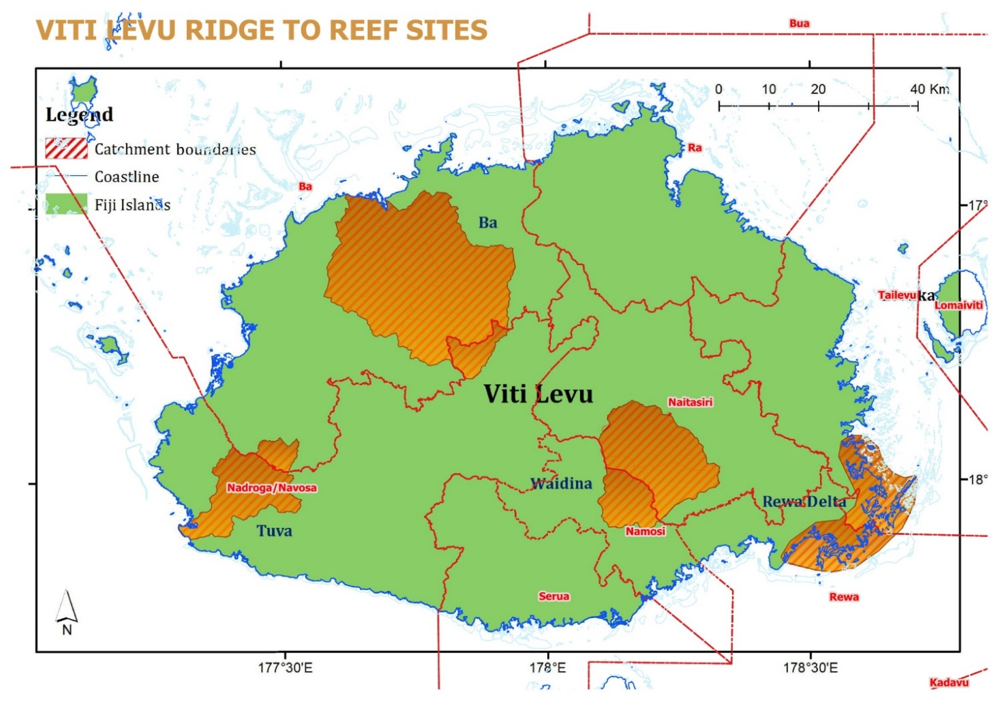 VITI LEVU RIDGE TO REEF SITES
Bua
0 10 20 40 Km
Legend
Catchment boundaries
Coastline
Fiji Islands
Ra
Ba
Ba
17°
Tailevu
ka
Lomaiviti
Viti Levu
Naitasiri
Nadroga/Navosa
Waidina
Rewa Delta
18°
Tuva
Namosi
Serua
Rewa
N
177°30'E
178°E
178°30'E
Kadavu